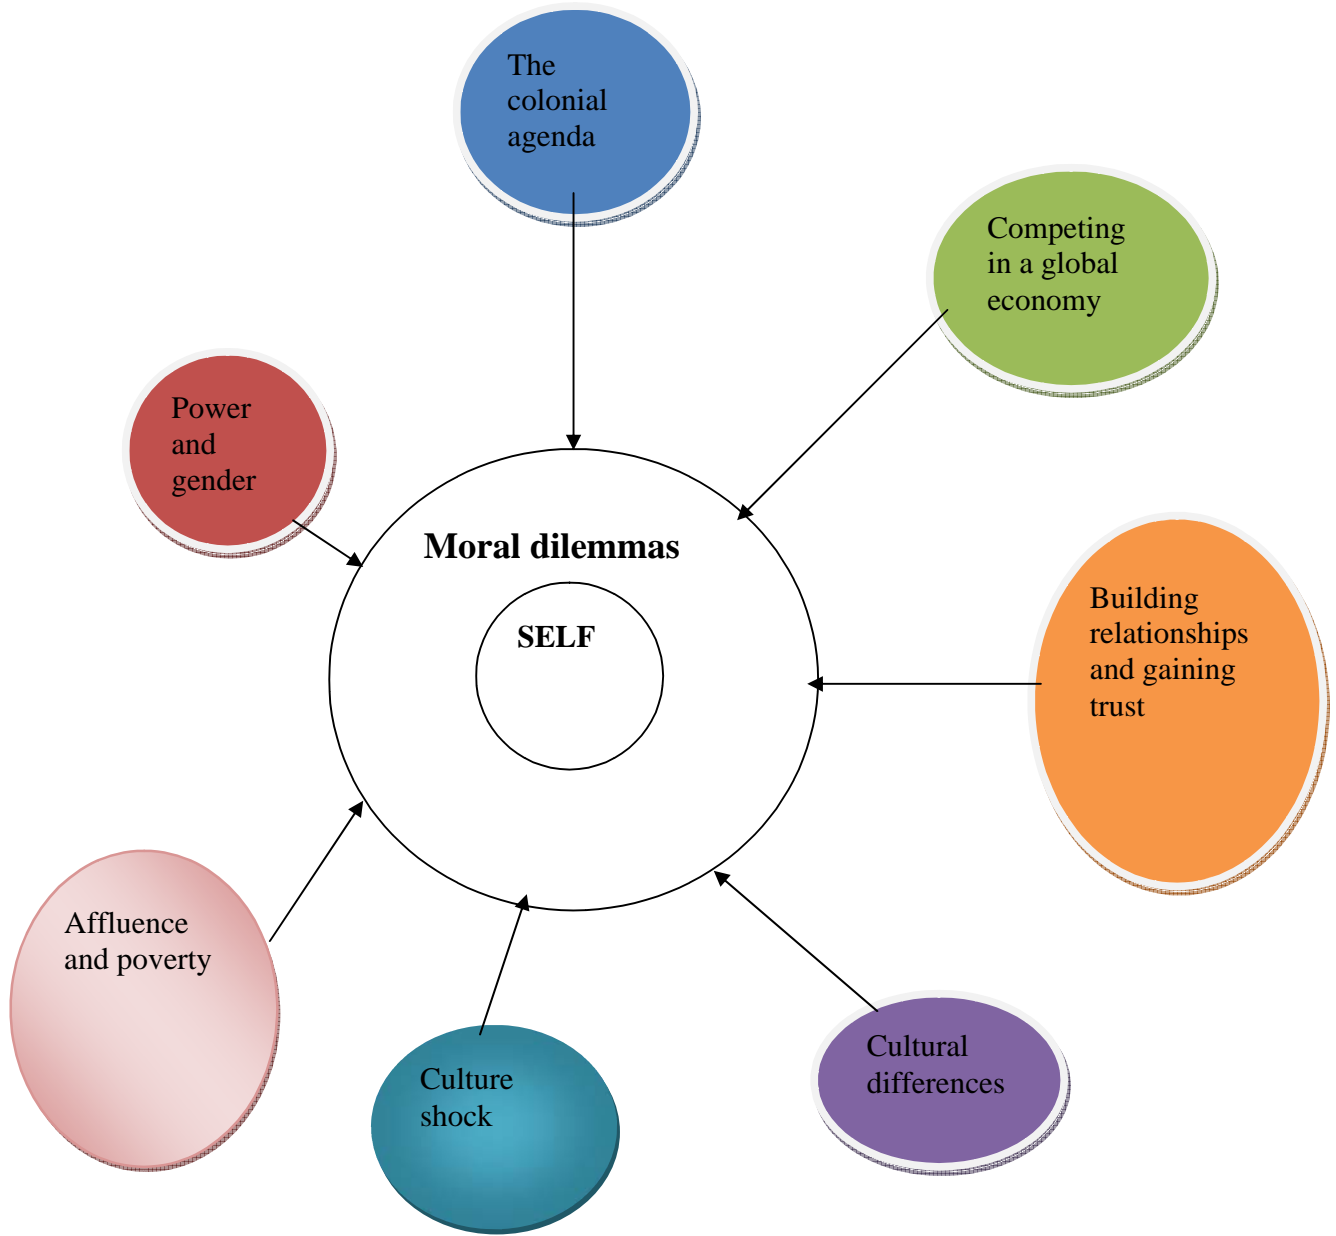 The
colonial
agenda
Competing
in a global
economy
Power
and
gender
Moral dilemmas
SELF
Building
relationships
and gaining
trust
Affluence
and poverty
Culture
shock
Cultural
differences